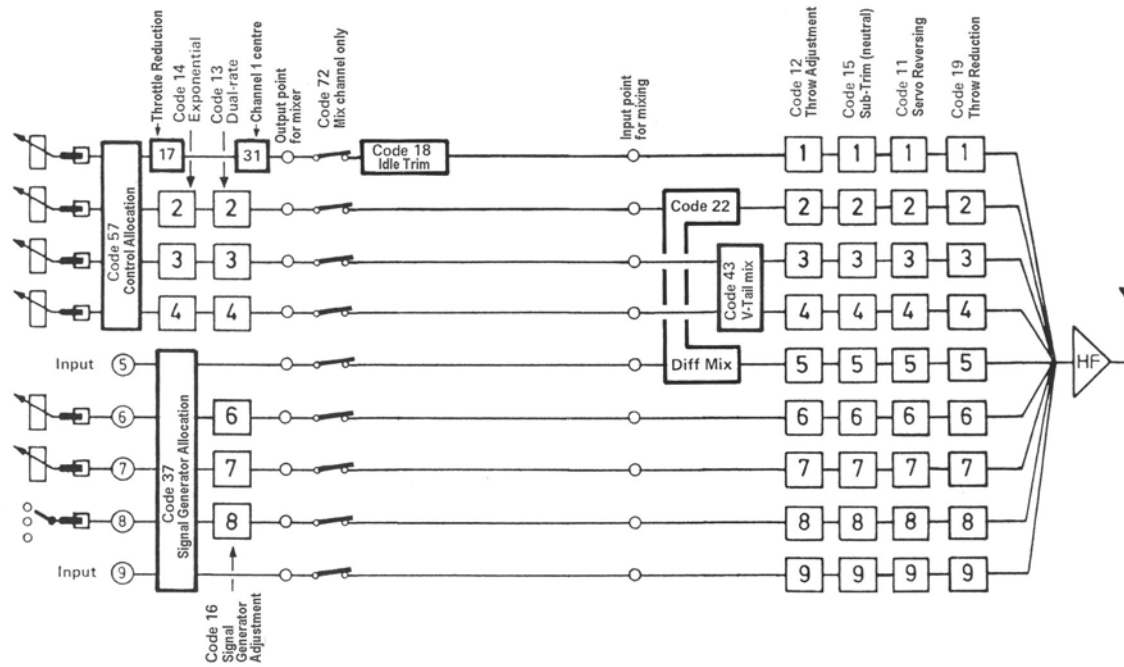 Throttle Reduction
Code 14
Exponential
Code 13
Dual-rate
Channel 1 centre
Output point
for mixer
Code 72
Mix channel only
Input point
for mixing
Code 12
Throw Adjustment
Code 15
Sub-Trim (neutral)
Code 11
Servo Reversing
Code 19
Throw Reduction
Code 57
Control Allocation
17
31
Code 18
Idle Trim
1 1 1 1
2 2
Code 22
2 2 2 2
3 3
Code 43
V-Tail mix
3 3 3 3
4 4
4 4 4 4
Input 5
Diff Mix
5 5 5 5
HF
Code 37
Signal Generator Allocation
6 6
6 6 6 6
7 7
7 7 7 7
8 8
8 8 8 8
Input 9
9 9 9 9
Code 16
Signal
Generator
Adjustment